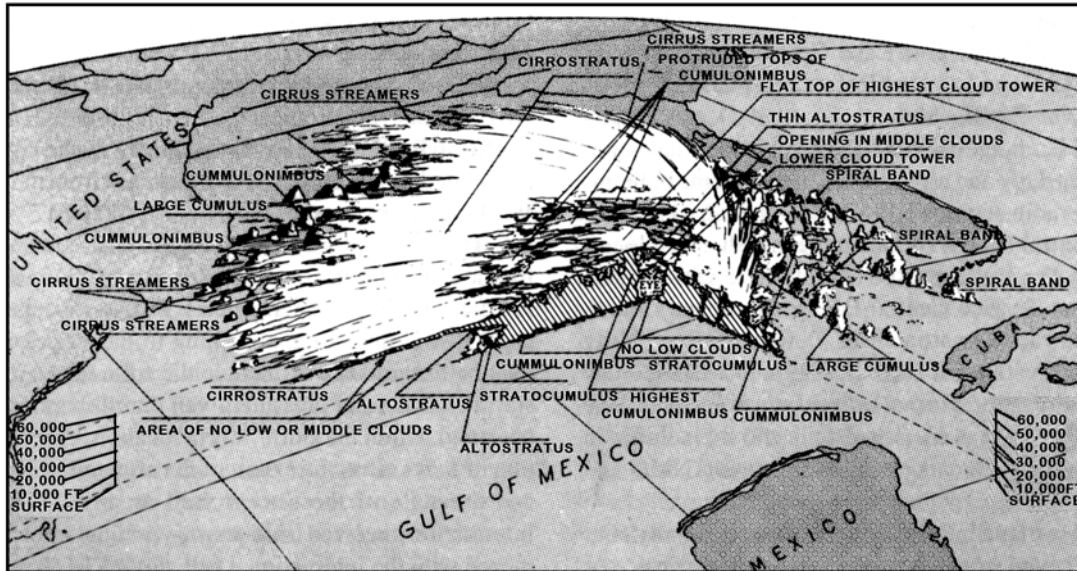 CIRRUS STREAMERS
CIRROSTRATUS
PROTRUDED TOPS OF
CUMULONIMBUS
CIRRUS STREAMERS
FLAT TOP OF HIGHEST CLOUD TOWER
THIN ALTOSTRATUS
OPENING IN MIDDLE CLOUDS
LOWER CLOUD TOWER
SPIRAL BAND
UNITED STATES
CUMMULONIMBUS
LARGE CUMULUS
CUMMULONIMBUS
SPIRAL BAND
CIRRUS STREAMERS
SPIRAL BAND
EYE
CIRRUS STREAMERS
NO LOW CLOUDS
CUMMULONIMBUS
STRATOCUMULUS
LARGE CUMULUS
CUBA
CIRROSTRATUS
ALTOSTRATUS
STRATOCUMULUS
HIGHEST
CUMULONIMBUS
CUMMULONIMBUS
AREA OF NO LOW OR MIDDLE CLOUDS
ALTOSTRATUS
60,000
50,000
40,000
30,000
20,000
10,000 FT
SURFACE
60,000
50,000
40,000
30,000
20,000
10,000FT
SURFACE
GULF OF MEXICO
MEXICO